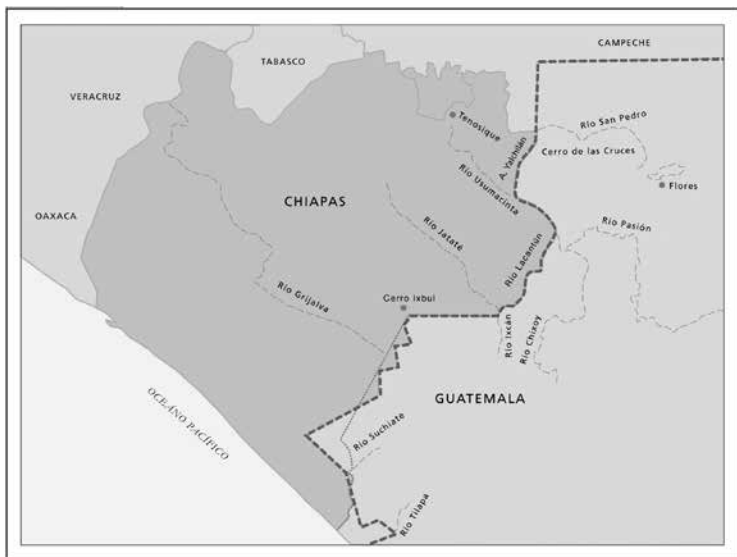 CAMPECHE
TABASCO
VERACRUZ
Río San Pedro
Tenosique
Cerro de las Cruces
A. Yalchilán
Flores
Río Usumacinta
CHIAPAS
OAXACA
Río Pasión
Río Jataté
Río Lacantún
Río Grijalva
Cerro Ixbul
Río Ixcán
Río Chixoy
GUATEMALA
OCEÁNO PACÍFICO
Río Suchiate
Río Tilapa